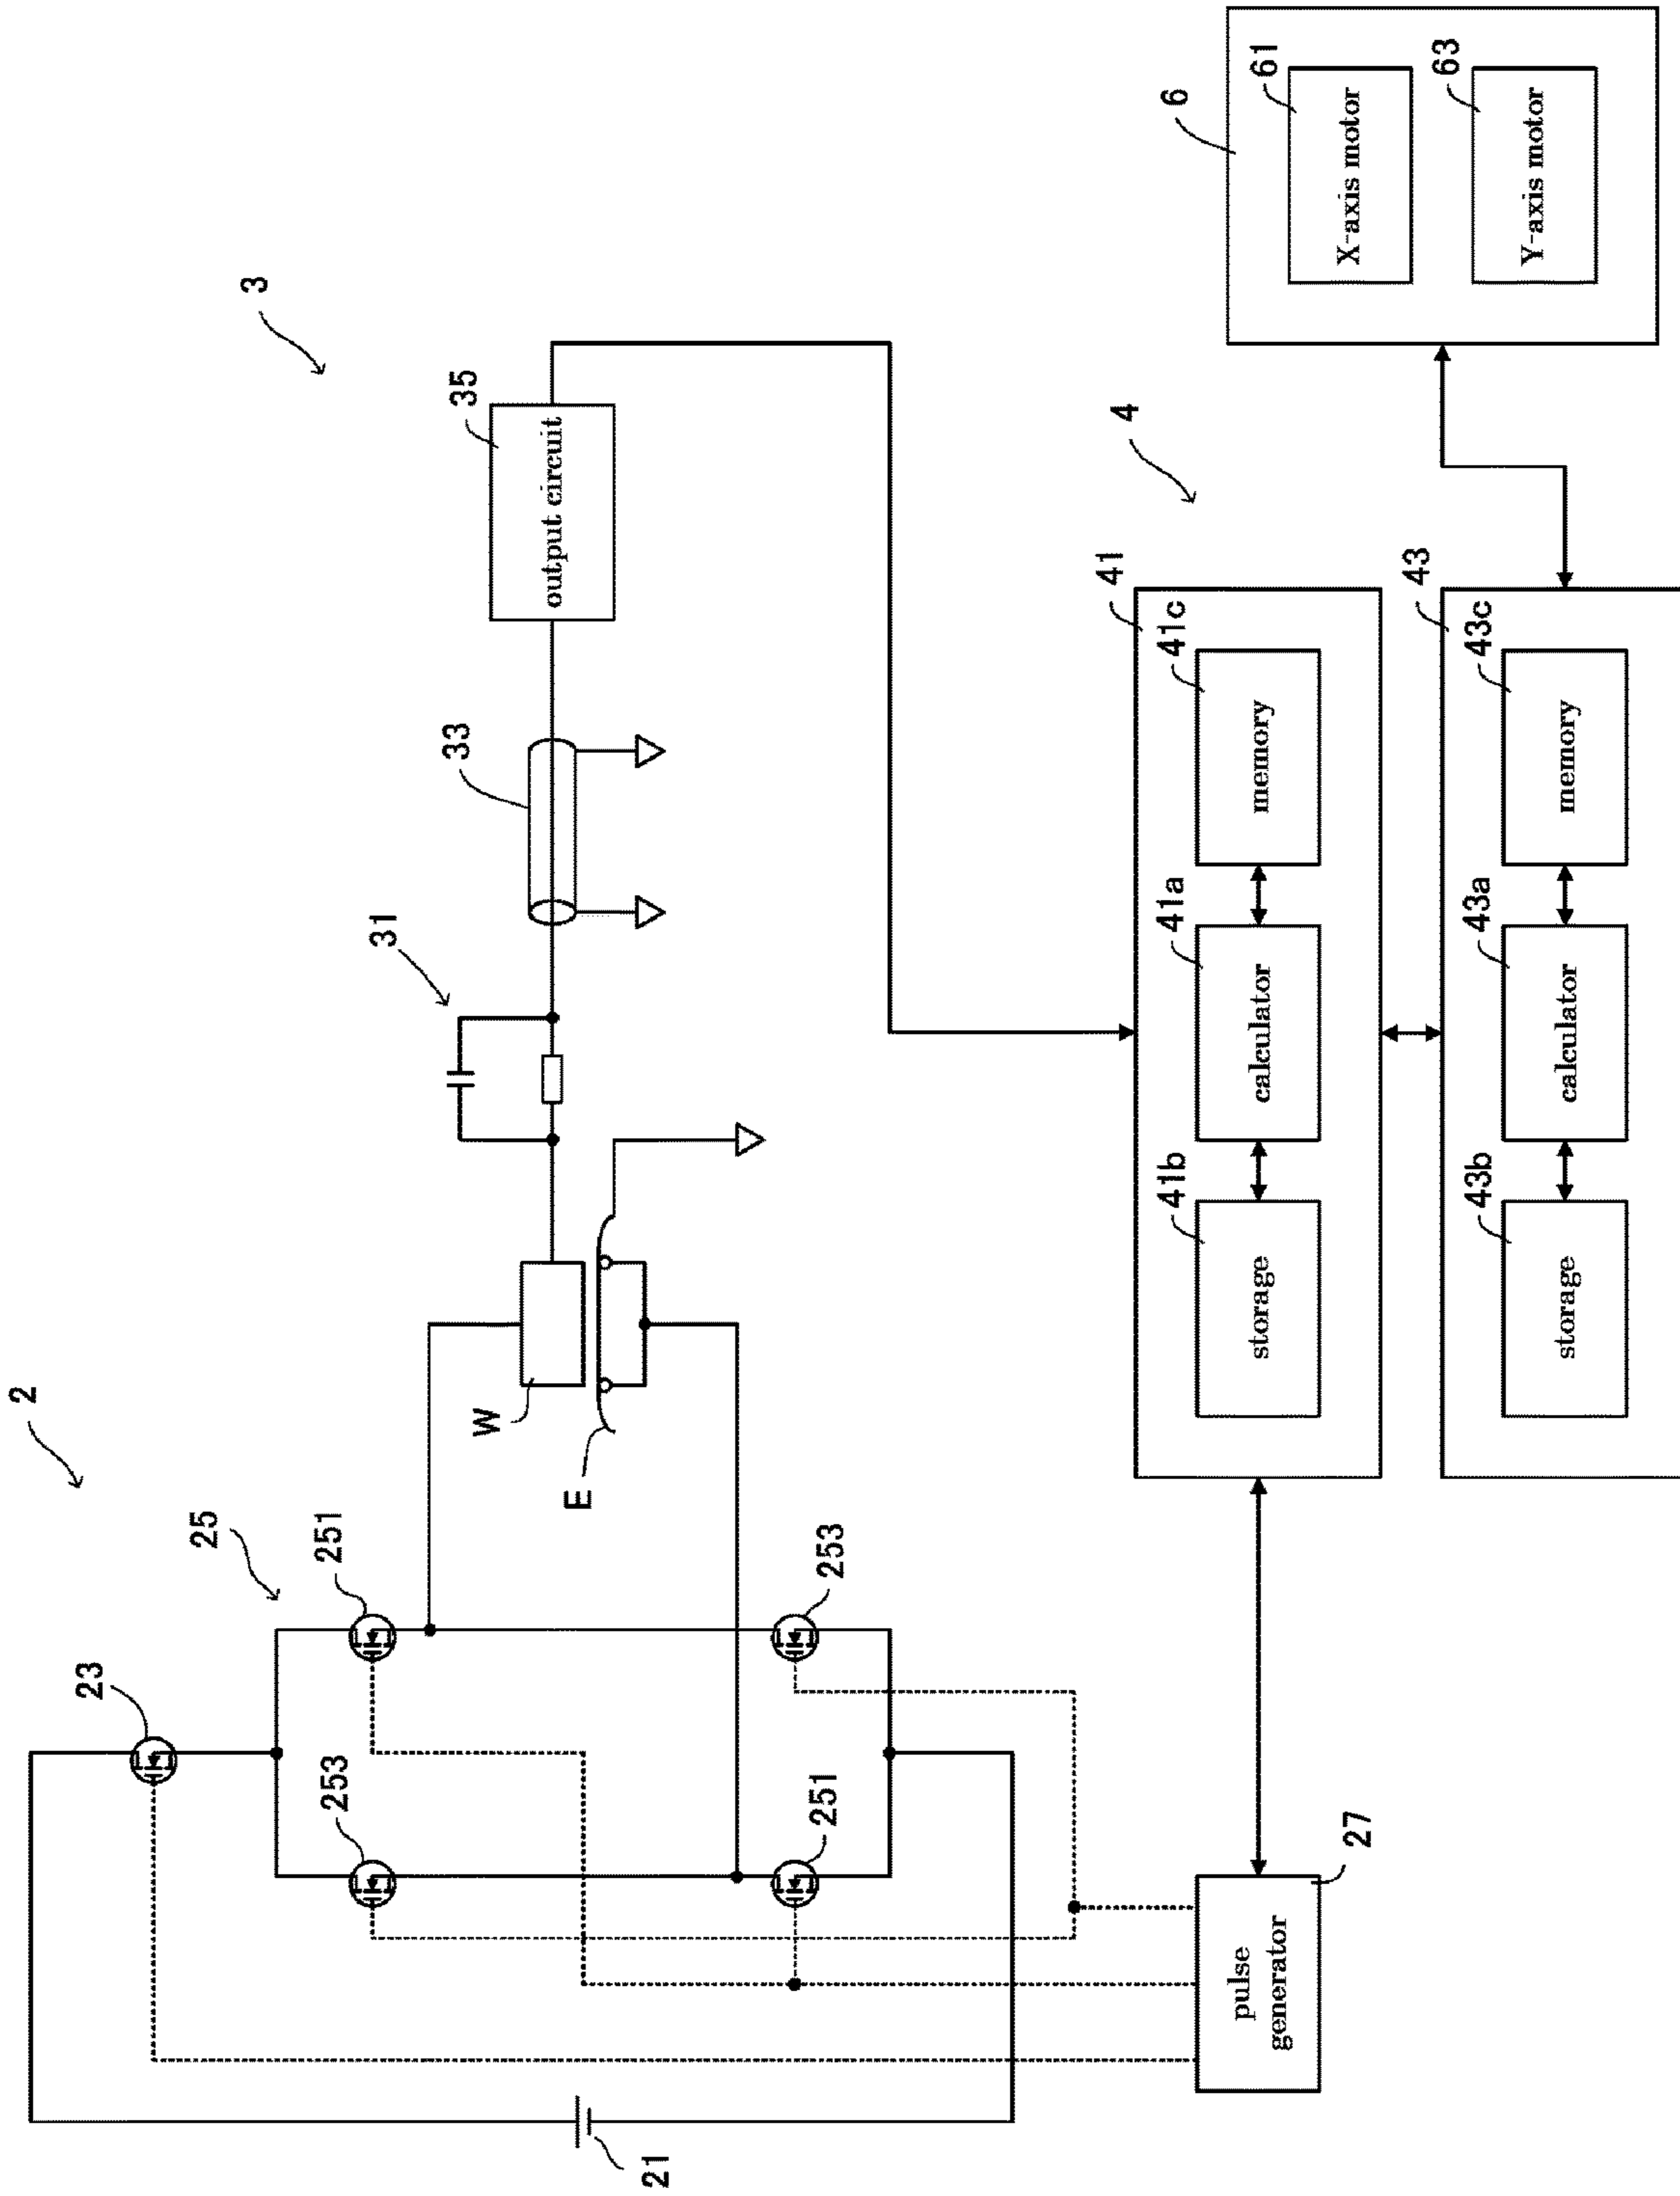 2
25
23
251
253
253
251
21
pulse
generator
27
W
E
3
31
33
35
output circuit
4
41
41b
storage
41a
calculator
41c
memory
43
43b
storage
43a
calculator
43c
memory
6
61
X-axis motor
63
Y-axis motor